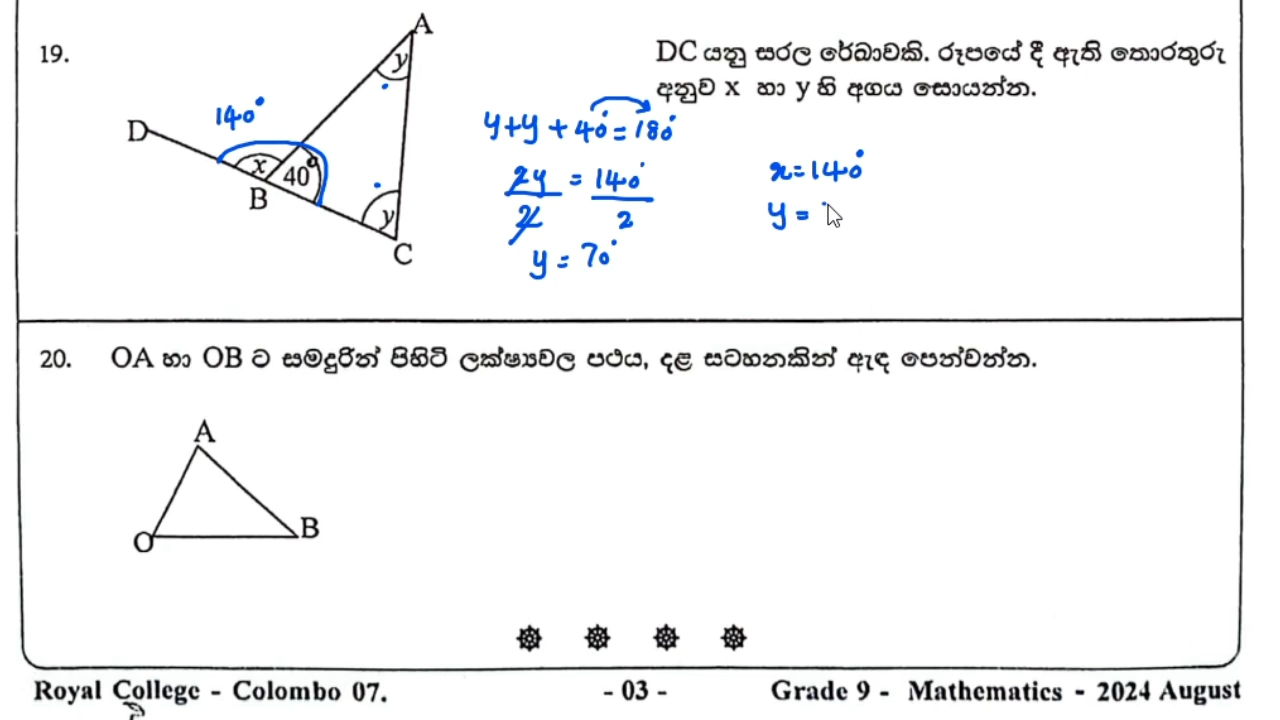 19.
A
y
140°
D
x
40°
B
y
C
DC යනු සරල රේඛාවකි. රූපයේ දී ඇති තොරතුරු
අනුව x හා y හි අගය සොයන්න.
y+y + 40° = 180°
2y = 140°
2 2
y = 70°
x = 140°
y =
20. OA හා OB ට සමදුරින් පිහිටි ලක්ෂ්‍යවල පථය, දළ සටහනකින් ඇඳ පෙන්වන්න.
A
O
B
Royal College - Colombo 07. - 03 - Grade 9 - Mathematics - 2024 August